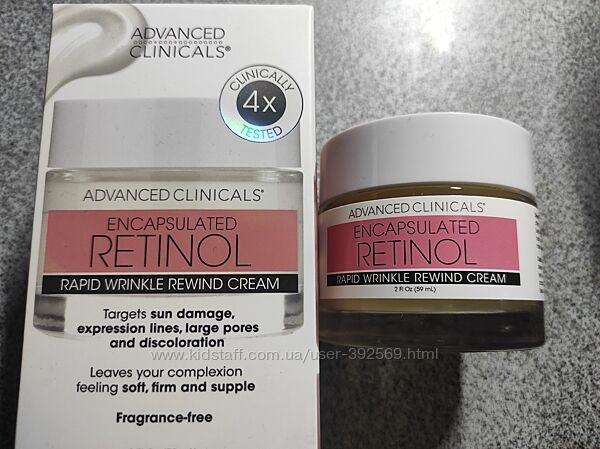 ADVANCED
CLINICALS®
CLINICALLY
4x
TESTED
ADVANCED CLINICALS®
ENCAPSULATED
RETINOL
RAPID WRINKLE REWIND CREAM
Targets sun damage,
expression lines, large pores
and discoloration
Leaves your complexion
feeling soft, firm and supple
Fragrance-free
ADVANCED CLINICALS®
ENCAPSULATED
RETINOL
RAPID WRINKLE REWIND CREAM
2 Fl Oz (59 mL)
www.kidstaff.com.ua/user-392569.html